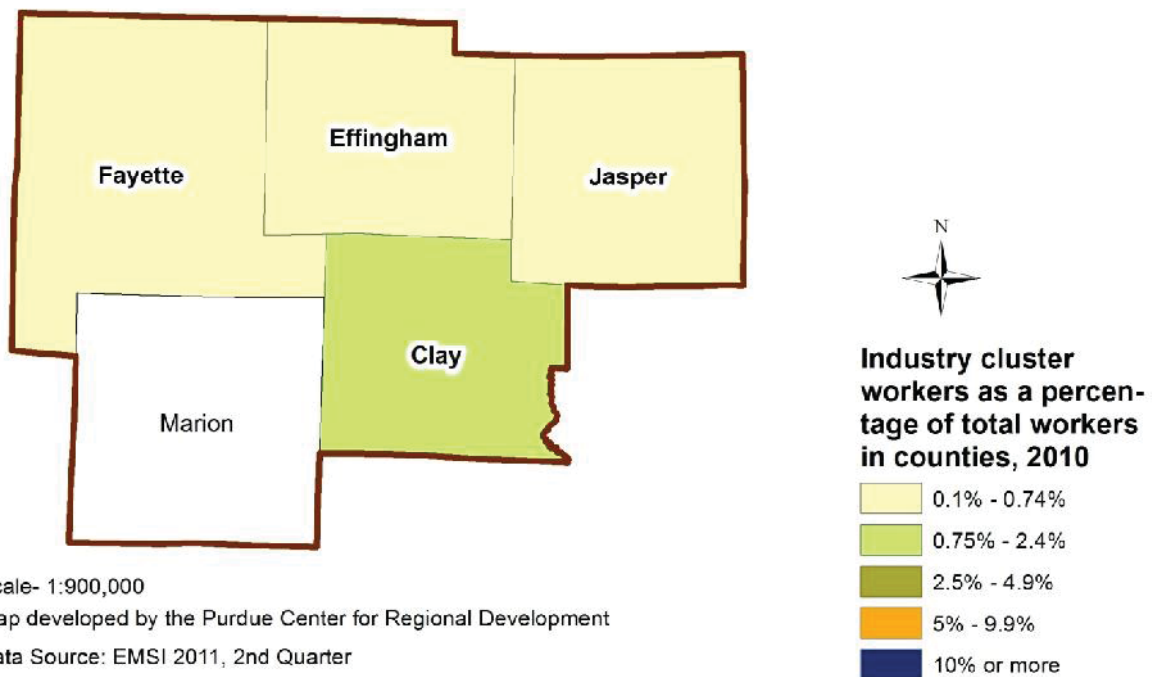 Effingham
Fayette
Jasper
Clay
Marion
N
Industry cluster
workers as a percen-
tage of total workers
in counties, 2010
0.1% - 0.74%
0.75% - 2.4%
2.5% - 4.9%
5% - 9.9%
10% or more
cale- 1:900,000
ap developed by the Purdue Center for Regional Development
ata Source: EMSI 2011, 2nd Quarter